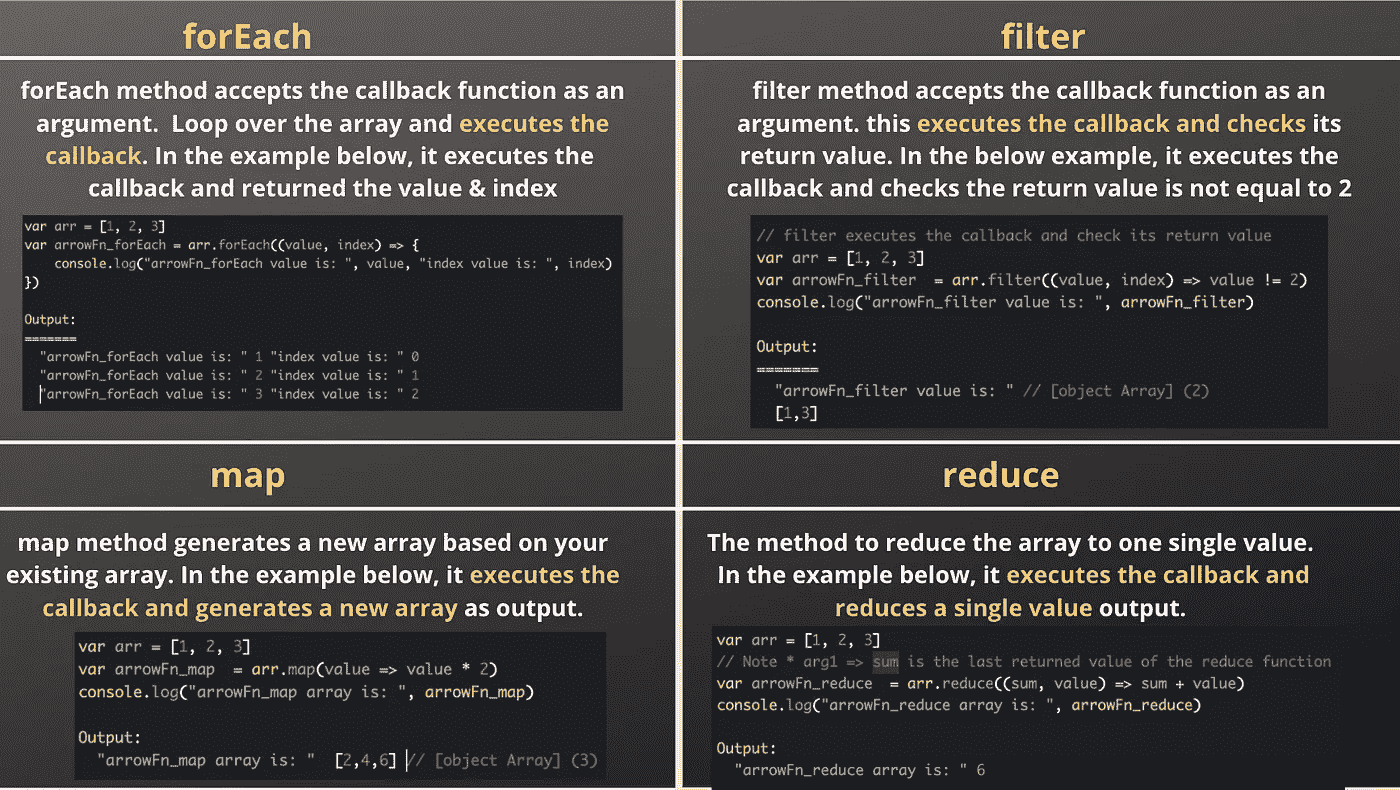 forEach
forEach method accepts the callback function as an
argument.  Loop over the array and executes the
callback. In the example below, it executes the
callback and returned the value & index
var arr = [1, 2, 3]
var arrowFn_forEach = arr.forEach((value, index) => {
    console.log("arrowFn_forEach value is: ", value, "index value is: ", index)
})
Output:
=======
  "arrowFn_forEach value is: " 1 "index value is: " 0
  "arrowFn_forEach value is: " 2 "index value is: " 1
  "arrowFn_forEach value is: " 3 "index value is: " 2
filter
filter method accepts the callback function as an
argument. this executes the callback and checks its
return value. In the below example, it executes the
callback and checks the return value is not equal to 2
// filter executes the callback and check its return value
var arr = [1, 2, 3]
var arrowFn_filter  = arr.filter((value, index) => value != 2)
console.log("arrowFn_filter value is: ", arrowFn_filter)
Output:
=======
  "arrowFn_filter value is: " // [object Array] (2)
  [1,3]
map
map method generates a new array based on your
existing array. In the example below, it executes the
callback and generates a new array as output.
var arr = [1, 2, 3]
var arrowFn_map  = arr.map(value => value * 2)
console.log("arrowFn_map array is: ", arrowFn_map)
Output:
  "arrowFn_map array is: "  [2,4,6] // [object Array] (3)
reduce
The method to reduce the array to one single value.
In the example below, it executes the callback and
reduces a single value output.
var arr = [1, 2, 3]
// Note * arg1 => sum is the last returned value of the reduce function
var arrowFn_reduce  = arr.reduce((sum, value) => sum + value)
console.log("arrowFn_reduce array is: ", arrowFn_reduce)
Output:
  "arrowFn_reduce array is: " 6